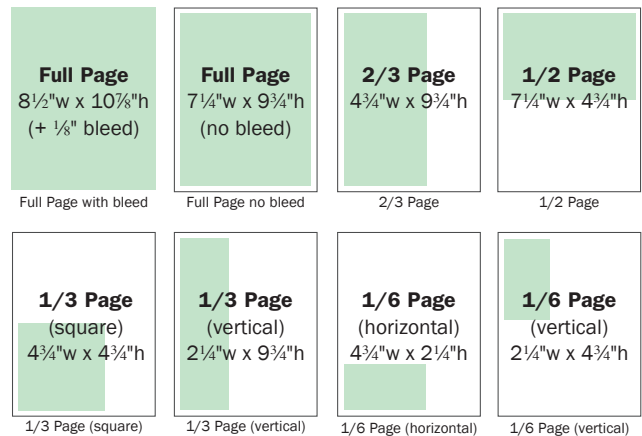 Full Page
8½"w x 10⅞"h
(+ ⅛" bleed)
Full Page with bleed
Full Page
7¼"w x 9¾"h
(no bleed)
Full Page no bleed
2/3 Page
4¾"w x 9¾"h
2/3 Page
1/2 Page
7¼"w x 4¾"h
1/2 Page
1/3 Page
(square)
4¾"w x 4¾"h
1/3 Page (square)
1/3 Page
(vertical)
2¼"w x 9¾"h
1/3 Page (vertical)
1/6 Page
(horizontal)
4¾"w x 2¼"h
1/6 Page (horizontal)
1/6 Page
(vertical)
2¼"w x 4¾"h
1/6 Page (vertical)